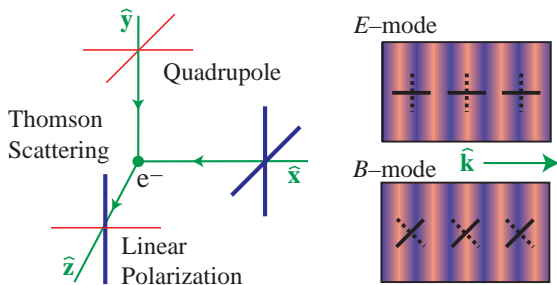 ŷ
Quadrupole
Thomson
Scattering
e−
x̂
ẑ
Linear
Polarization
E–mode
k̂
B–mode